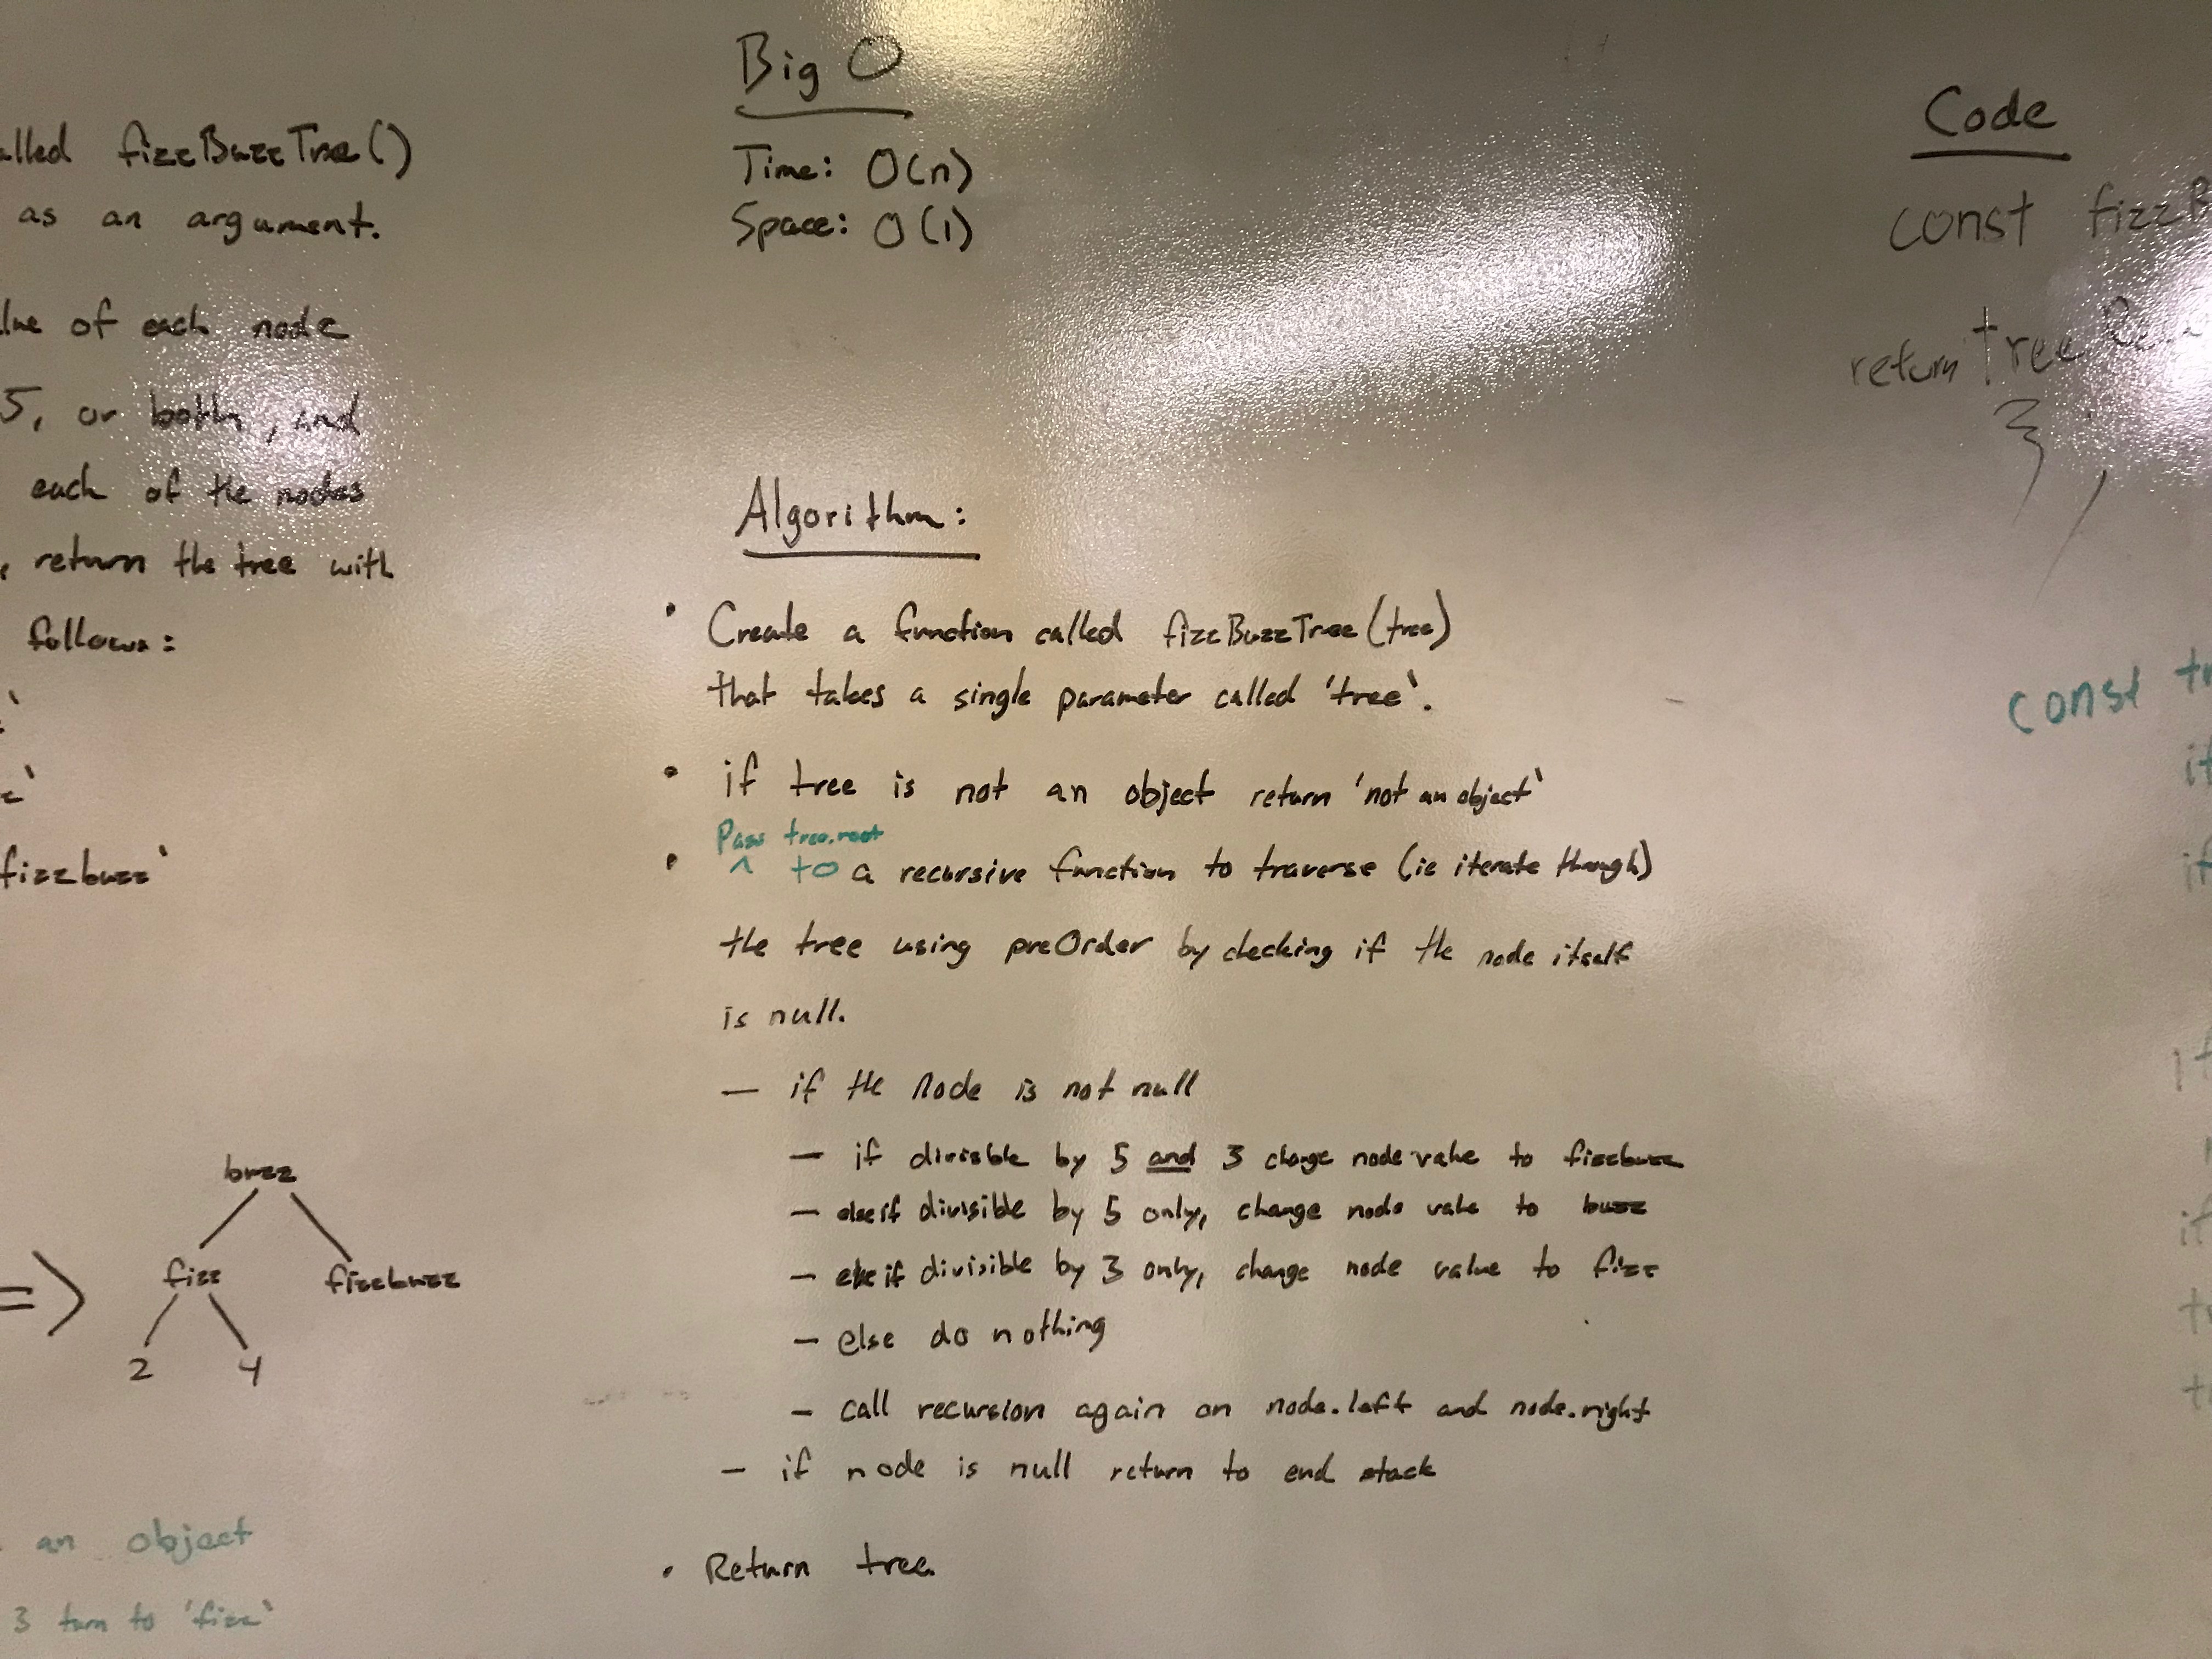 alled fizzBuzzTree()
as an argument.
lue of each node
5, or both, and
each of the nodes
, return the tree with
follows:
fizzbuzz`
=>
buzz
fizz fizzbuzz
2 4
an object
3 turn to 'fizz`
Big O
Time: O(n)
Space: O(1)
Algorithm:
• Create a function called fizzBuzzTree(tree)
that takes a single parameter called 'tree`.
• if tree is not an object return 'not an object`
Pass tree.root
• ^ to a recursive function to traverse (ie iterate though)
the tree using preOrder by checking if the node itself
is null.
— if the node is not null
— if divisble by 5 and 3 change node value to fizzbuzz
— else if divisible by 5 only, change node value to buzz
— else if divisible by 3 only, change node value to fizz
— else do nothing
— call recursion again on node.left and node.right
— if node is null return to end stack
• Return tree.
Code
const fizzB
return tree
};
const tr
if
if
if
if
tr